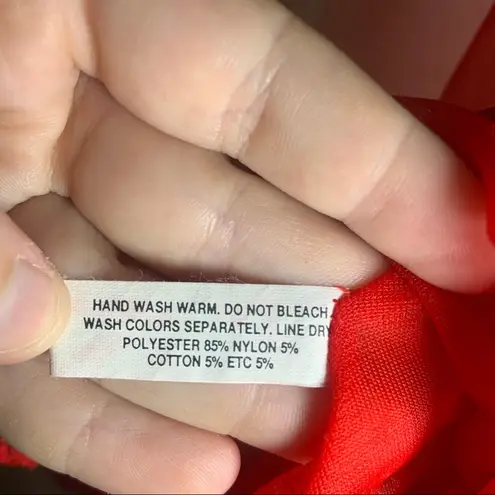 HAND WASH WARM. DO NOT BLEACH.
WASH COLORS SEPARATELY. LINE DRY
POLYESTER 85% NYLON 5%
COTTON 5% ETC 5%